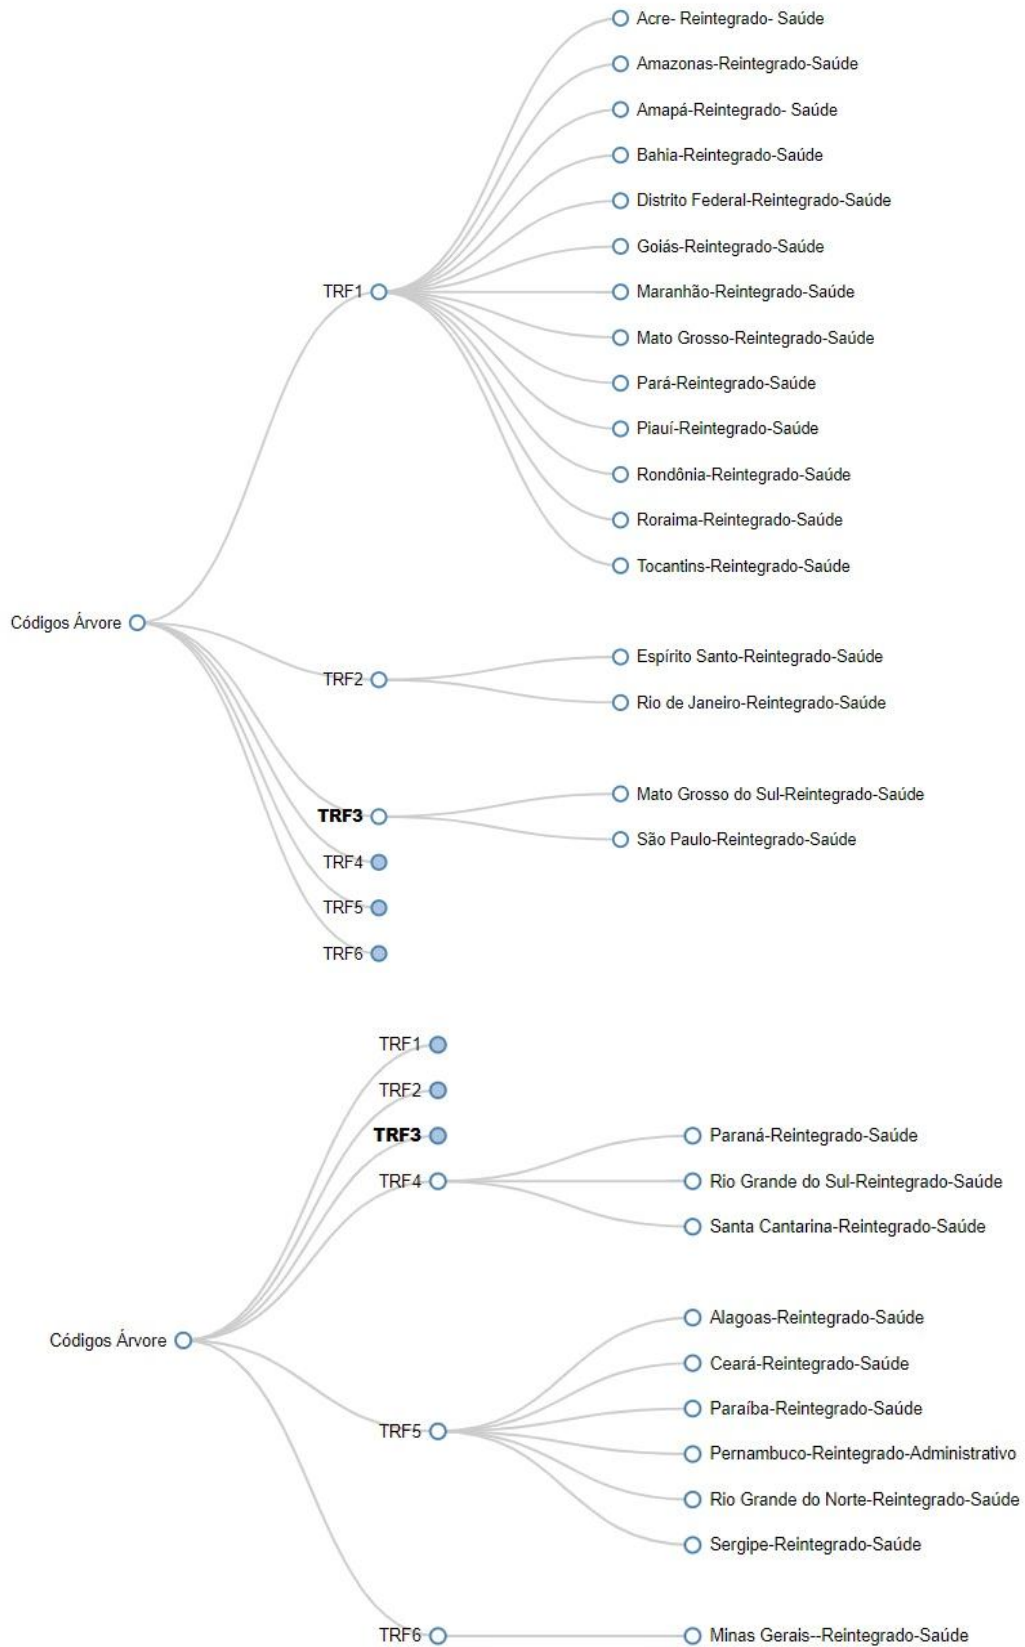 Acre- Reintegrado- Saúde
Amazonas-Reintegrado-Saúde
Amapá-Reintegrado- Saúde
Bahia-Reintegrado-Saúde
Distrito Federal-Reintegrado-Saúde
Goiás-Reintegrado-Saúde
TRF1
Maranhão-Reintegrado-Saúde
Mato Grosso-Reintegrado-Saúde
Pará-Reintegrado-Saúde
Piauí-Reintegrado-Saúde
Rondônia-Reintegrado-Saúde
Roraima-Reintegrado-Saúde
Tocantins-Reintegrado-Saúde
Códigos Árvore
Espírito Santo-Reintegrado-Saúde
TRF2
Rio de Janeiro-Reintegrado-Saúde
Mato Grosso do Sul-Reintegrado-Saúde
TRF3
São Paulo-Reintegrado-Saúde
TRF4
TRF5
TRF6
TRF1
TRF2
TRF3
Paraná-Reintegrado-Saúde
TRF4
Rio Grande do Sul-Reintegrado-Saúde
Santa Cantarina-Reintegrado-Saúde
Alagoas-Reintegrado-Saúde
Códigos Árvore
Ceará-Reintegrado-Saúde
Paraíba-Reintegrado-Saúde
TRF5
Pernambuco-Reintegrado-Administrativo
Rio Grande do Norte-Reintegrado-Saúde
Sergipe-Reintegrado-Saúde
TRF6
Minas Gerais--Reintegrado-Saúde